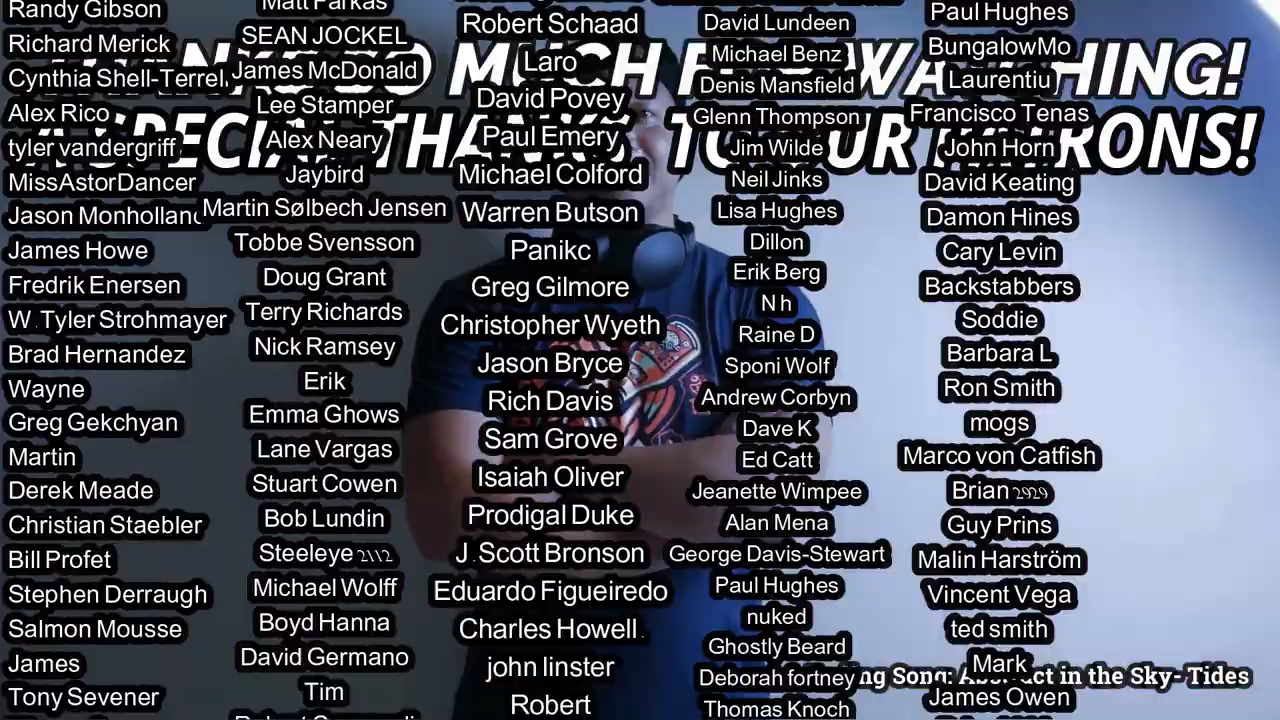 THANKS SO MUCH FOR WATCHING!
A SPECIAL THANKS TO OUR PATRONS!
Randy Gibson
Richard Merick
Cynthia Shell-Terrel
Alex Rico
tyler vandergriff
MissAstorDancer
Jason Monholland
James Howe
Fredrik Enersen
W. Tyler Strohmayer
Brad Hernandez
Wayne
Greg Gekchyan
Martin
Derek Meade
Christian Staebler
Bill Profet
Stephen Derraugh
Salmon Mousse
James
Tony Sevener
Matt Farkas
SEAN JOCKEL
James McDonald
Lee Stamper
Alex Neary
Jaybird
Martin Sølbech Jensen
Tobbe Svensson
Doug Grant
Terry Richards
Nick Ramsey
Erik
Emma Ghows
Lane Vargas
Stuart Cowen
Bob Lundin
Steeleye 2112
Michael Wolff
Boyd Hanna
David Germano
Tim
Robert Schaad
Laro
David Povey
Paul Emery
Michael Colford
Warren Butson
Panikc
Greg Gilmore
Christopher Wyeth
Jason Bryce
Rich Davis
Sam Grove
Isaiah Oliver
Prodigal Duke
J. Scott Bronson
Eduardo Figueiredo
Charles Howell.
john linster
Robert
David Lundeen
Michael Benz
Denis Mansfield
Glenn Thompson
Jim Wilde
Neil Jinks
Lisa Hughes
Dillon
Erik Berg
N h
Raine D
Sponi Wolf
Andrew Corbyn
Dave K
Ed Catt
Jeanette Wimpee
Alan Mena
George Davis-Stewart
Paul Hughes
nuked
Ghostly Beard
Deborah fortney
Thomas Knoch
Paul Hughes
BungalowMo
Laurentiu
Francisco Tenas
John Horn
David Keating
Damon Hines
Cary Levin
Backstabbers
Soddie
Barbara L
Ron Smith
mogs
Marco von Catfish
Brian 2929
Guy Prins
Malin Harström
Vincent Vega
ted smith
Mark
James Owen
Song: Abstract in the Sky- Tides